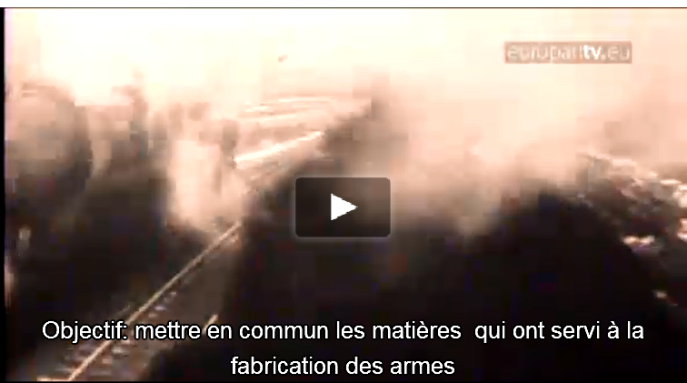 europarltv.eu
Objectif: mettre en commun les matières qui ont servi à la
fabrication des armes